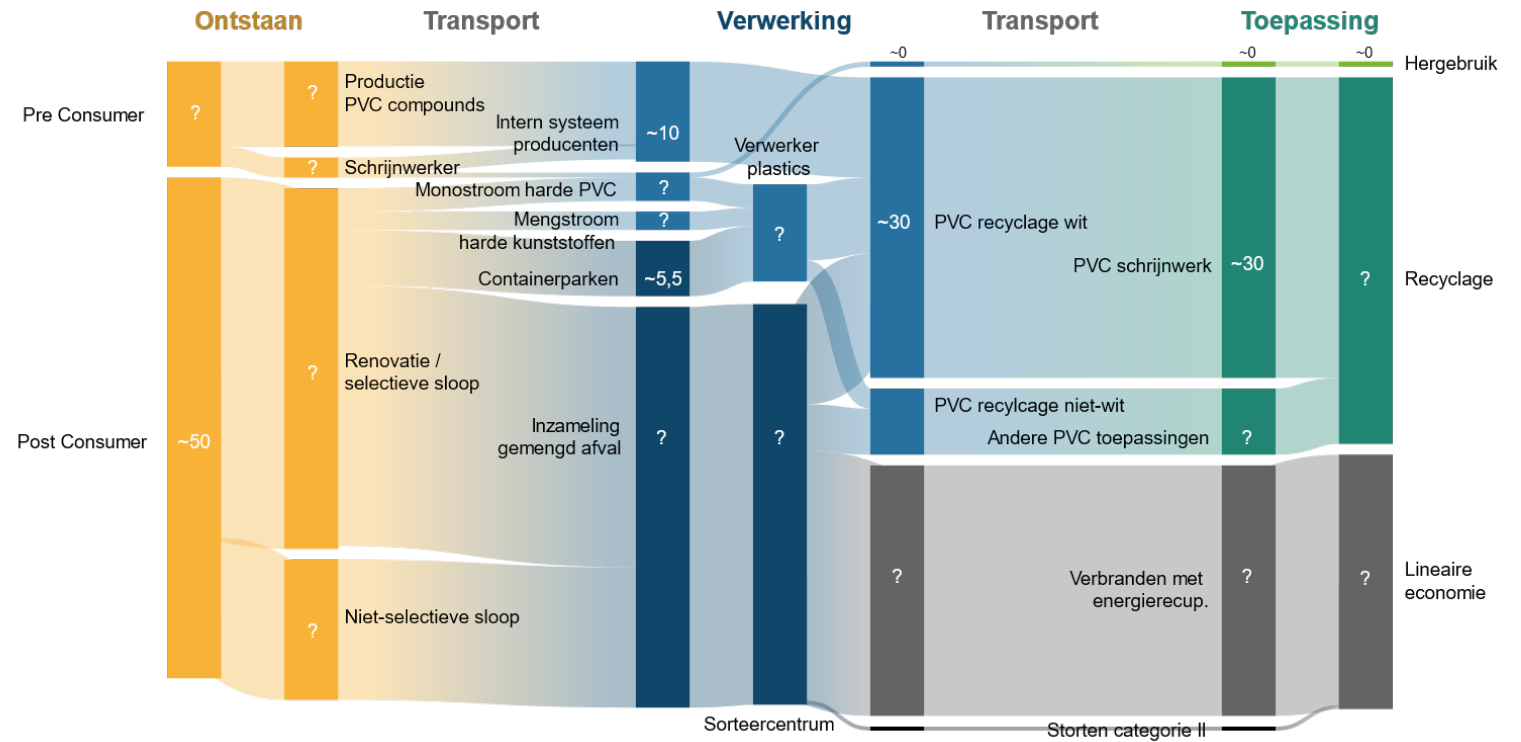 Ontstaan
Transport
Verwerking
Transport
Toepassing
~0
~0
~0
Hergebruik
Pre Consumer
?
?
Productie
PVC compounds
Intern systeem
producenten
~10
?
Schrijnwerker
Verwerker
plastics
Monostroom harde PVC
?
Mengstroom
harde kunststoffen
?
?
Containerparken
~5,5
~30
PVC recyclage wit
PVC schrijnwerk
~30
?
Recyclage
?
Renovatie /
selectieve sloop
Post Consumer
~50
Inzameling
gemengd afval
?
?
PVC recylcage niet-wit
Andere PVC toepassingen
?
?
Niet-selectieve sloop
?
Verbranden met
energierecup.
?
?
Lineaire
economie
Sorteercentrum
Storten categorie II